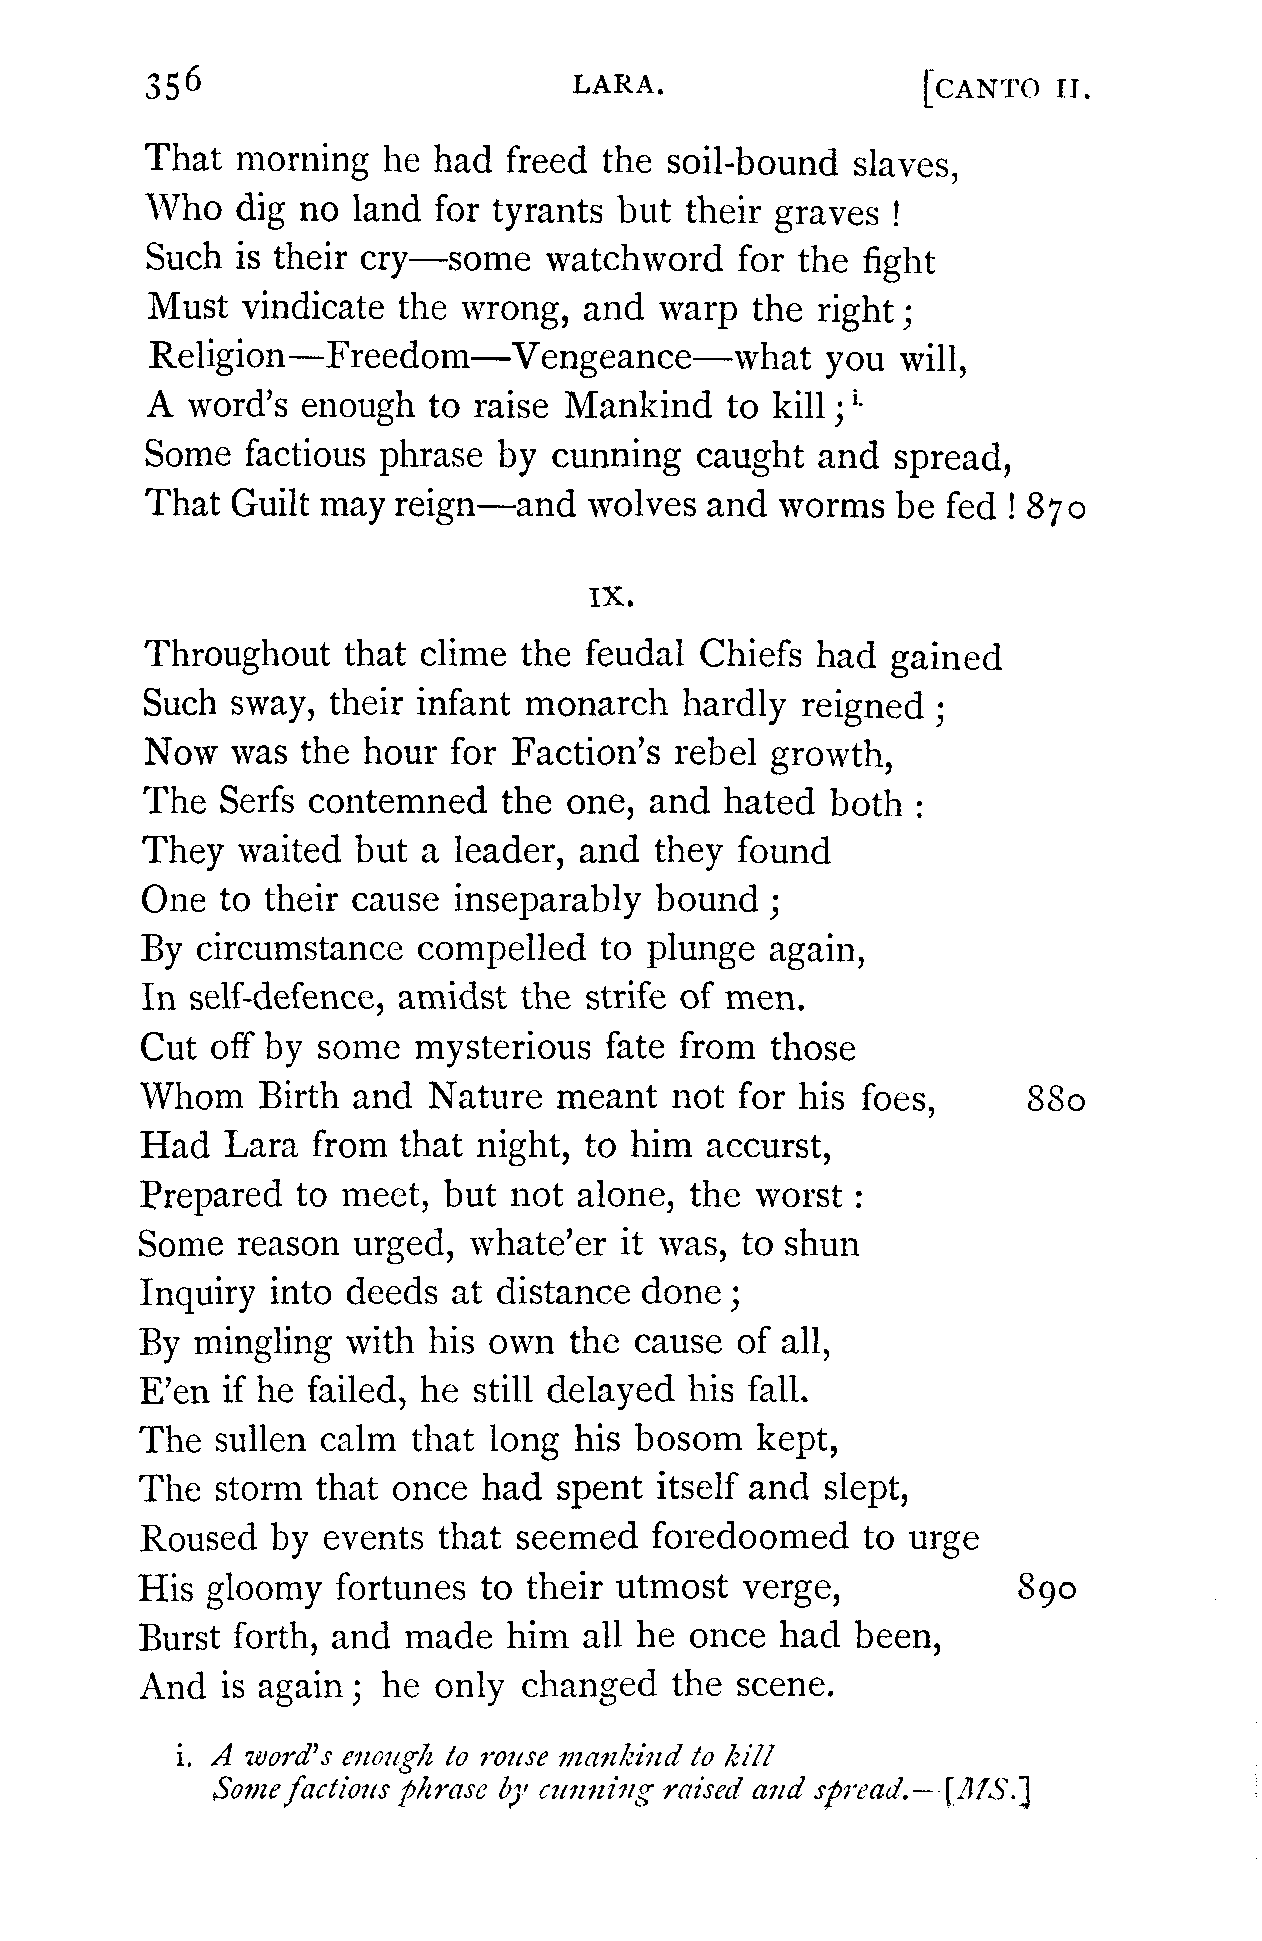 356 LARA. [CANTO II.
That morning he had freed the soil-bound slaves,
Who dig no land for tyrants but their graves !
Such is their cry—some watchword for the fight
Must vindicate the wrong, and warp the right ;
Religion—Freedom—Vengeance—what you will,
A word's enough to raise Mankind to kill ; i.
Some factious phrase by cunning caught and spread,
That Guilt may reign—and wolves and worms be fed ! 870
IX.
Throughout that clime the feudal Chiefs had gained
Such sway, their infant monarch hardly reigned ;
Now was the hour for Faction's rebel growth,
The Serfs contemned the one, and hated both :
They waited but a leader, and they found
One to their cause inseparably bound ;
By circumstance compelled to plunge again,
In self-defence, amidst the strife of men.
Cut off by some mysterious fate from those
Whom Birth and Nature meant not for his foes, 880
Had Lara from that night, to him accurst,
Prepared to meet, but not alone, the worst :
Some reason urged, whate'er it was, to shun
Inquiry into deeds at distance done ;
By mingling with his own the cause of all,
E'en if he failed, he still delayed his fall.
The sullen calm that long his bosom kept,
The storm that once had spent itself and slept,
Roused by events that seemed foredoomed to urge
His gloomy fortunes to their utmost verge, 890
Burst forth, and made him all he once had been,
And is again ; he only changed the scene.
i. A word's enough to rouse mankind to kill
Some factious phrase by cunning raised and spread.—[MS.]